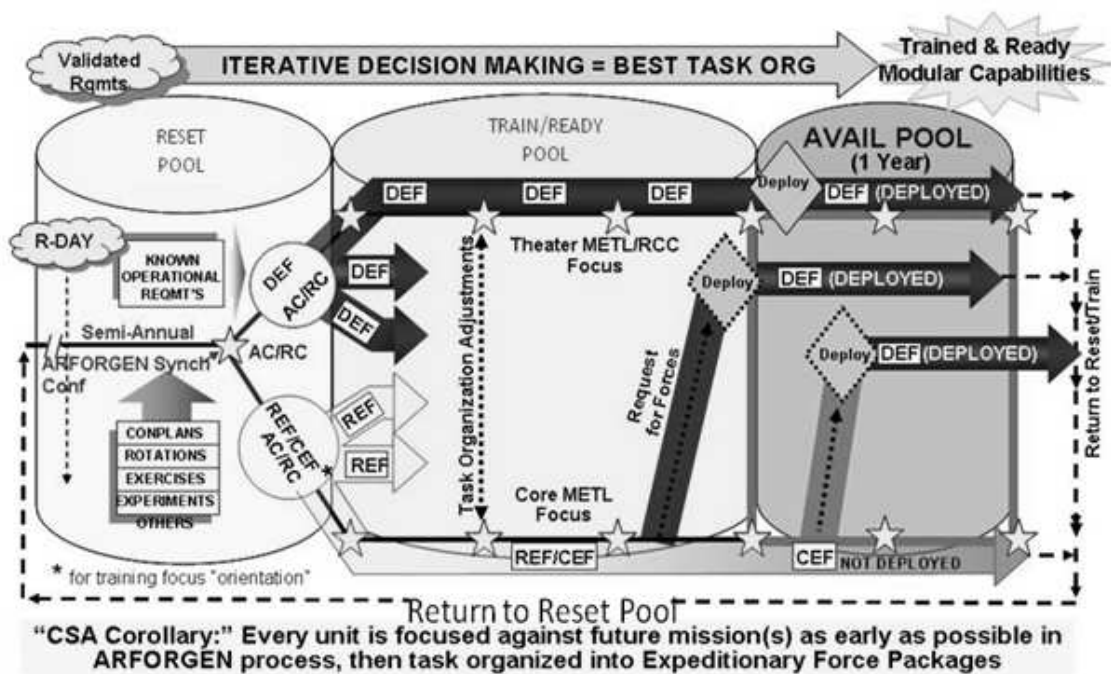 Validated
Rqmts
ITERATIVE DECISION MAKING = BEST TASK ORG
Trained & Ready
Modular Capabilities
RESET
POOL
TRAIN/READY
POOL
AVAIL POOL
(1 Year)
R-DAY
KNOWN
OPERATIONAL
REQMT'S
DEF
AC/RC
DEF
DEF
DEF
DEF
DEF
Deploy
DEF (DEPLOYED)
Theater METL/RCC
Focus
Deploy
DEF (DEPLOYED)
Deploy
DEF (DEPLOYED)
Semi-Annual
ARFORGEN Synch
Conf
AC/RC
CONPLANS
ROTATIONS
EXERCISES
EXPERIMENTS
OTHERS
REF/CEF *
AC/RC
REF
REF
Task Organization Adjustments
Request
for Forces
Core METL
Focus
REF/CEF
CEF NOT DEPLOYED
Return to Reset/Train
* for training focus "orientation"
Return to Reset Pool
“CSA Corollary:” Every unit is focused against future mission(s) as early as possible in
ARFORGEN process, then task organized into Expeditionary Force Packages